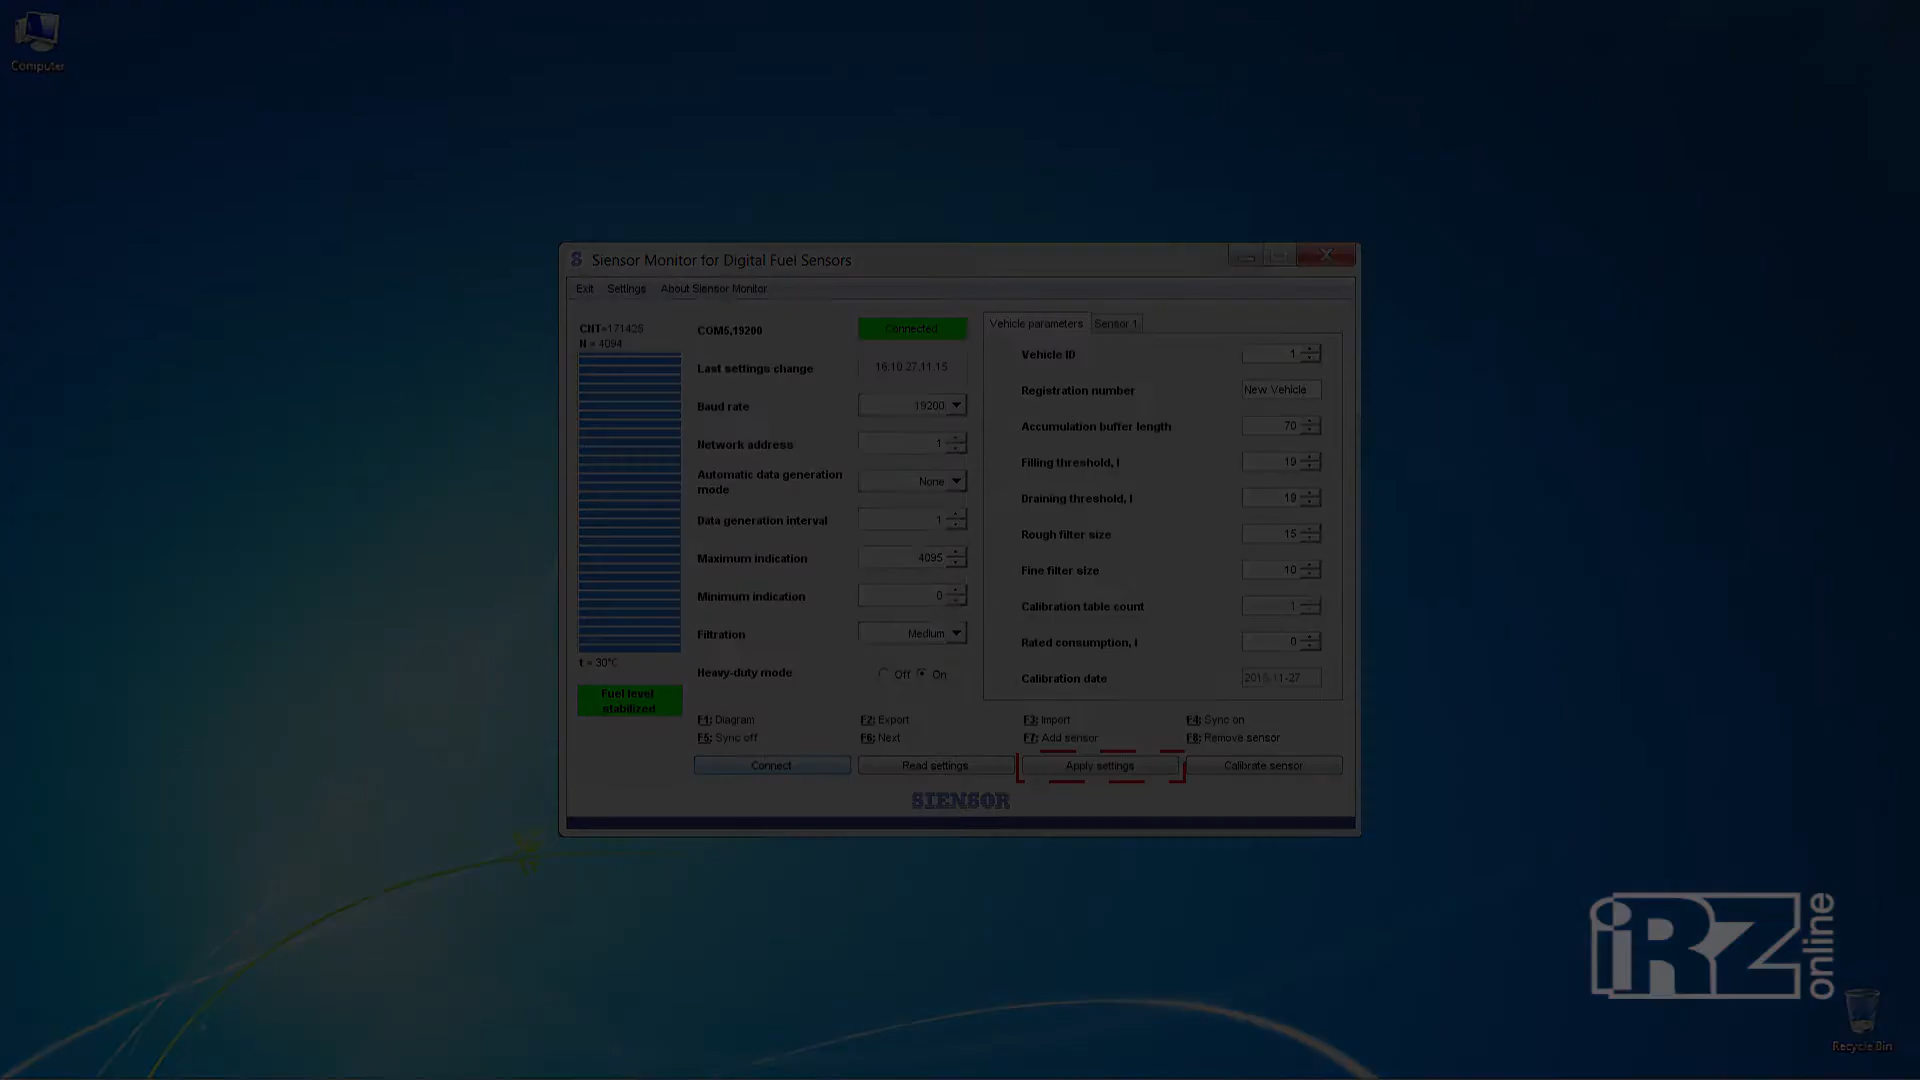 Computer
S Siensor Monitor for Digital Fuel Sensors
Exit Settings About Siensor Monitor
CNT=171425
N = 4094
COM5,19200
Connected
Last settings change
16:10 27.11.15
Baud rate
19200
Network address
1
Automatic data generation
mode
None
Data generation interval
1
Maximum indication
4095
Minimum indication
0
Filtration
Medium
Heavy-duty mode
Off On
t = 30°C
Fuel level
stabilized
Vehicle parameters Sensor 1
Vehicle ID
1
Registration number
New Vehicle
Accumulation buffer length
70
Filling threshold, l
19
Draining threshold, l
19
Rough filter size
15
Fine filter size
10
Calibration table count
1
Rated consumption, l
0
Calibration date
F1: Diagram F2: Export F3: Import F4: Sync on
F5: Sync off F6: Next F7: Add sensor F8: Remove sensor
Connect Read settings Apply settings Calibrate sensor
SIENSOR
iRZ online
Recycle Bin